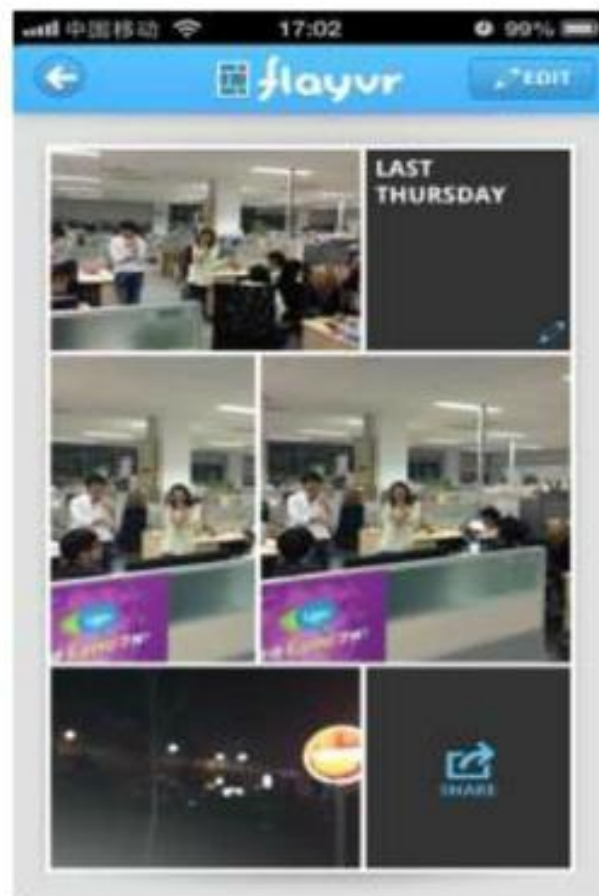 中国移动 17:02 99%
flayvr EDIT
LAST
THURSDAY
SHARE